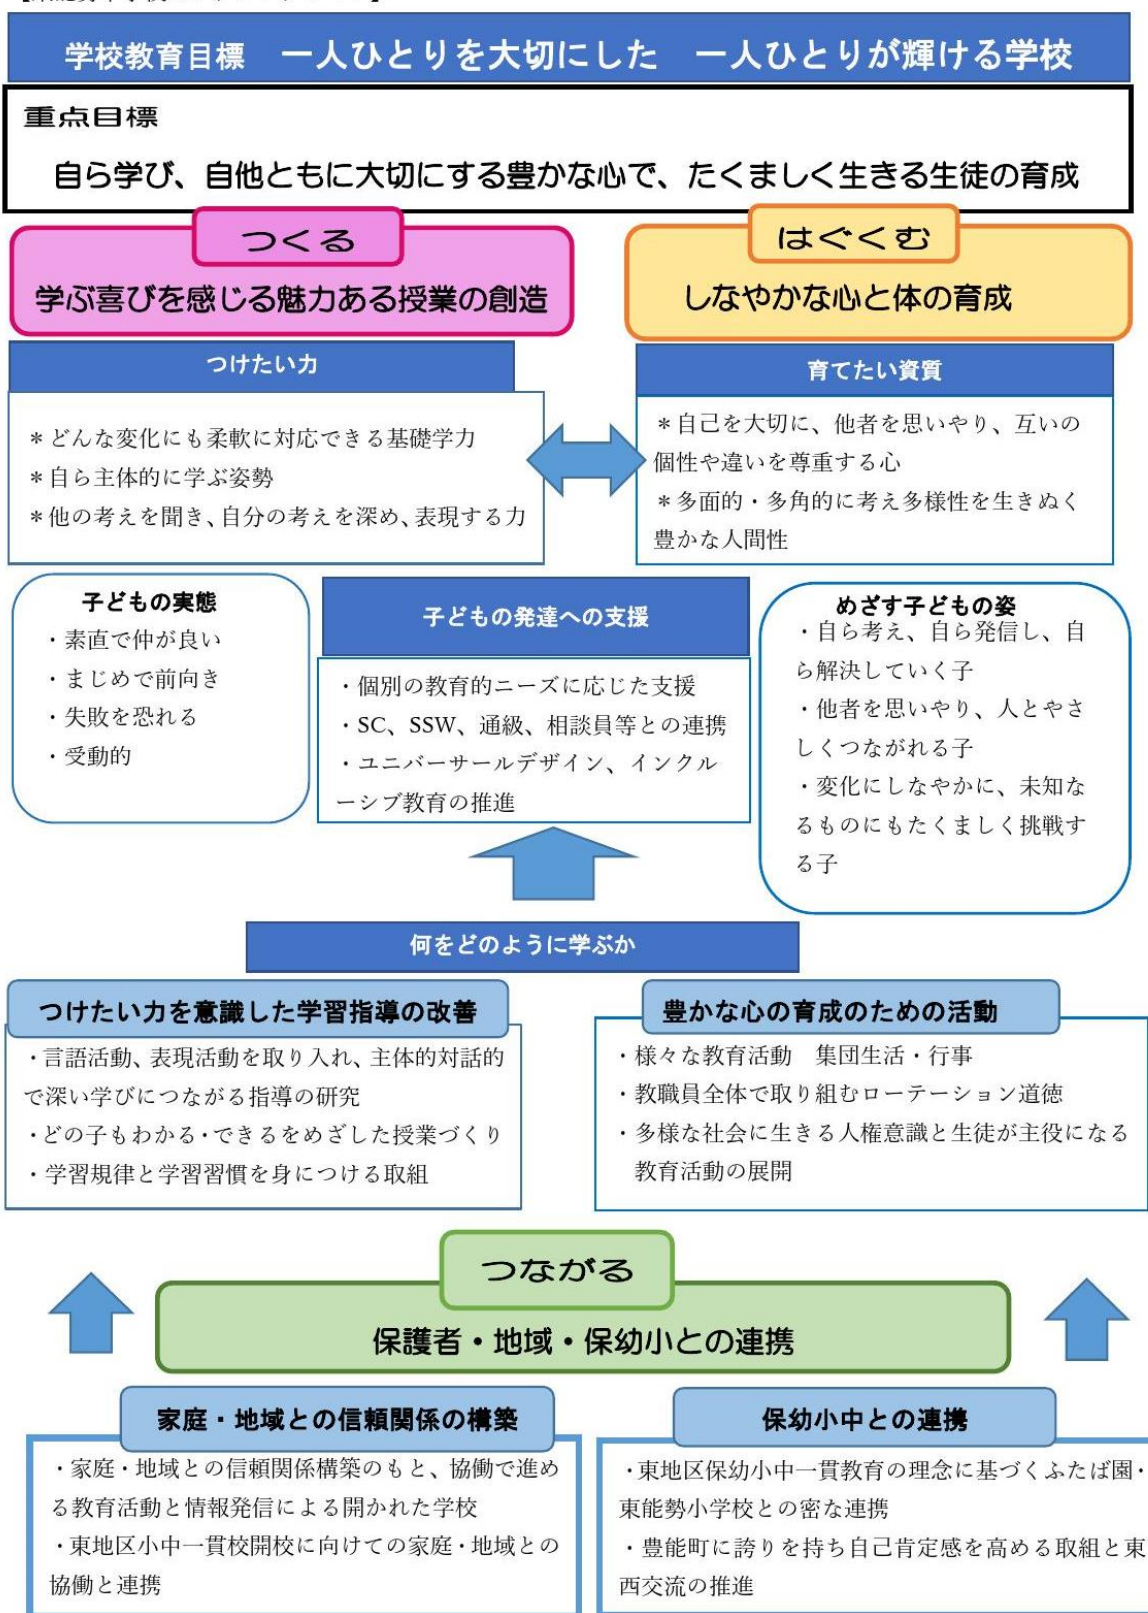 学校教育目標　一人ひとりを大切にした　一人ひとりが輝ける学校
重点目標
自ら学び、自他ともに大切にする豊かな心で、たくましく生きる生徒の育成
つくる
学ぶ喜びを感じる魅力ある授業の創造
はぐくむ
しなやかな心と体の育成
つけたい力
＊どんな変化にも柔軟に対応できる基礎学力
＊自ら主体的に学ぶ姿勢
＊他の考えを聞き、自分の考えを深め、表現する力
育てたい資質
＊自己を大切に、他者を思いやり、互いの
個性や違いを尊重する心
＊多面的・多角的に考え多様性を生きぬく
豊かな人間性
子どもの実態
・素直で仲が良い
・まじめで前向き
・失敗を恐れる
・受動的
子どもの発達への支援
・個別の教育的ニーズに応じた支援
・SC、SSW、通級、相談員等との連携
・ユニバーサールデザイン、インクル
ーシブ教育の推進
めざす子どもの姿
・自ら考え、自ら発信し、自
ら解決していく子
・他者を思いやり、人とやさ
しくつながれる子
・変化にしなやかに、未知な
るものにもたくましく挑戦す
る子
何をどのように学ぶか
つけたい力を意識した学習指導の改善
・言語活動、表現活動を取り入れ、主体的対話的
で深い学びにつながる指導の研究
・どの子もわかる・できるをめざした授業づくり
・学習規律と学習習慣を身につける取組
豊かな心の育成のための活動
・様々な教育活動　集団生活・行事
・教職員全体で取り組むローテーション道徳
・多様な社会に生きる人権意識と生徒が主役になる
教育活動の展開
つながる
保護者・地域・保幼小との連携
家庭・地域との信頼関係の構築
・家庭・地域との信頼関係構築のもと、協働で進め
る教育活動と情報発信による開かれた学校
・東地区小中一貫校開校に向けての家庭・地域との
協働と連携
保幼小中との連携
・東地区保幼小中一貫教育の理念に基づくふたば園・
東能勢小学校との密な連携
・豊能町に誇りを持ち自己肯定感を高める取組と東
西交流の推進